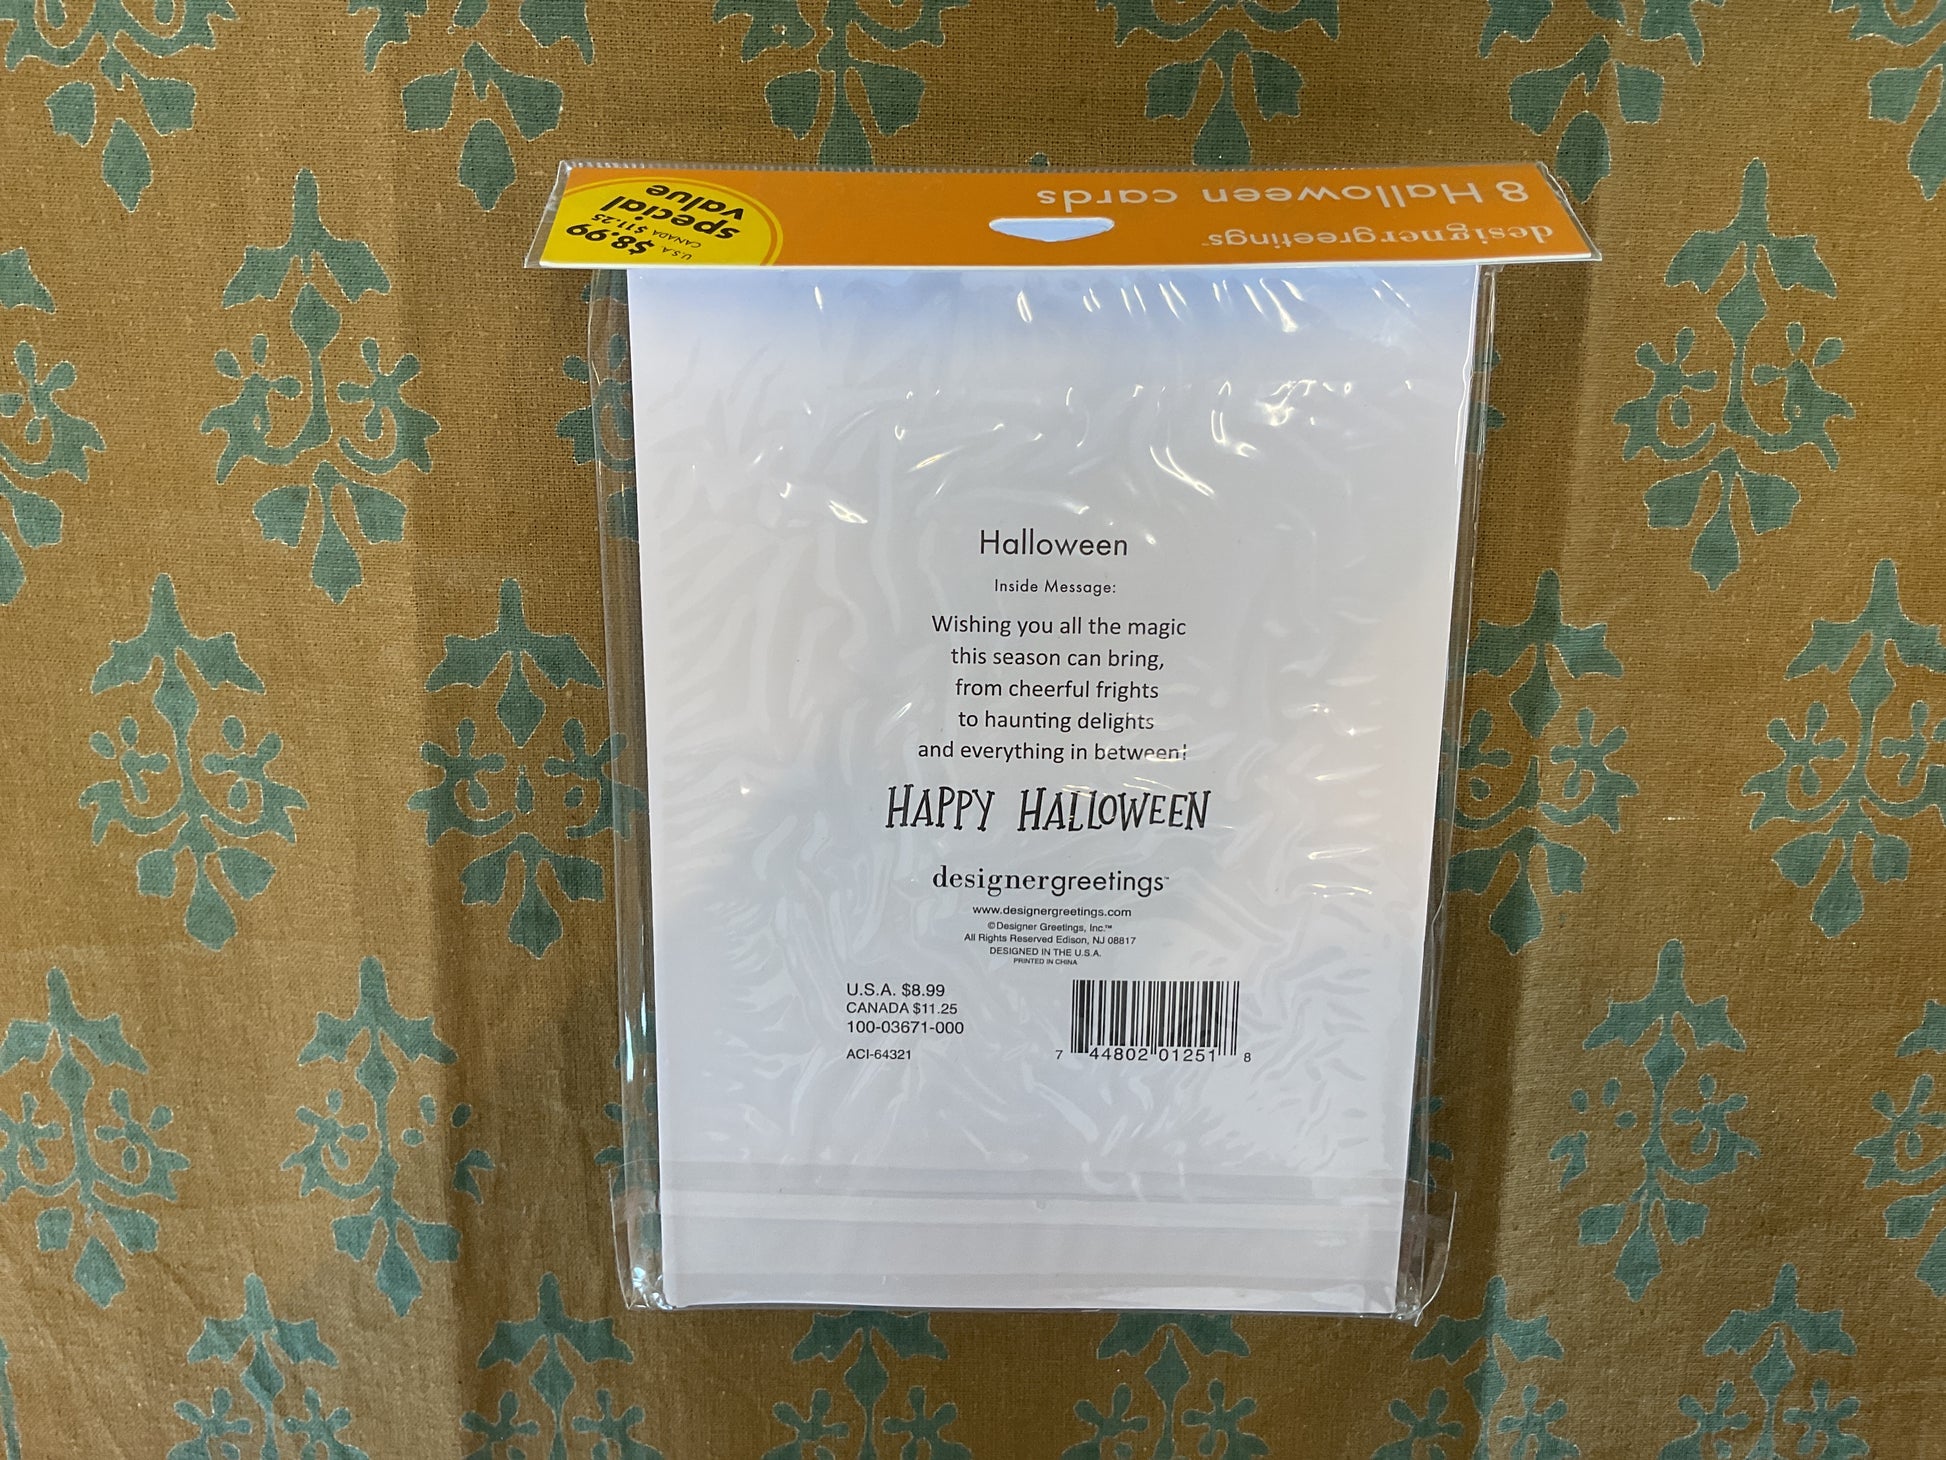 designergreetings™
8 Halloween cards
U.S.A.
$8.99
CANADA $11.25
special
value
Halloween
Inside Message:
Wishing you all the magic
this season can bring,
from cheerful frights
to haunting delights
and everything in between!
HAPPY HALLOWEEN
designergreetings™
www.designergreetings.com
©Designer Greetings, Inc.™
All Rights Reserved Edison, NJ 08817
DESIGNED IN THE U.S.A.
PRINTED IN CHINA
U.S.A. $8.99
CANADA $11.25
100-03671-000
ACI-64321
7 44802 01251 8